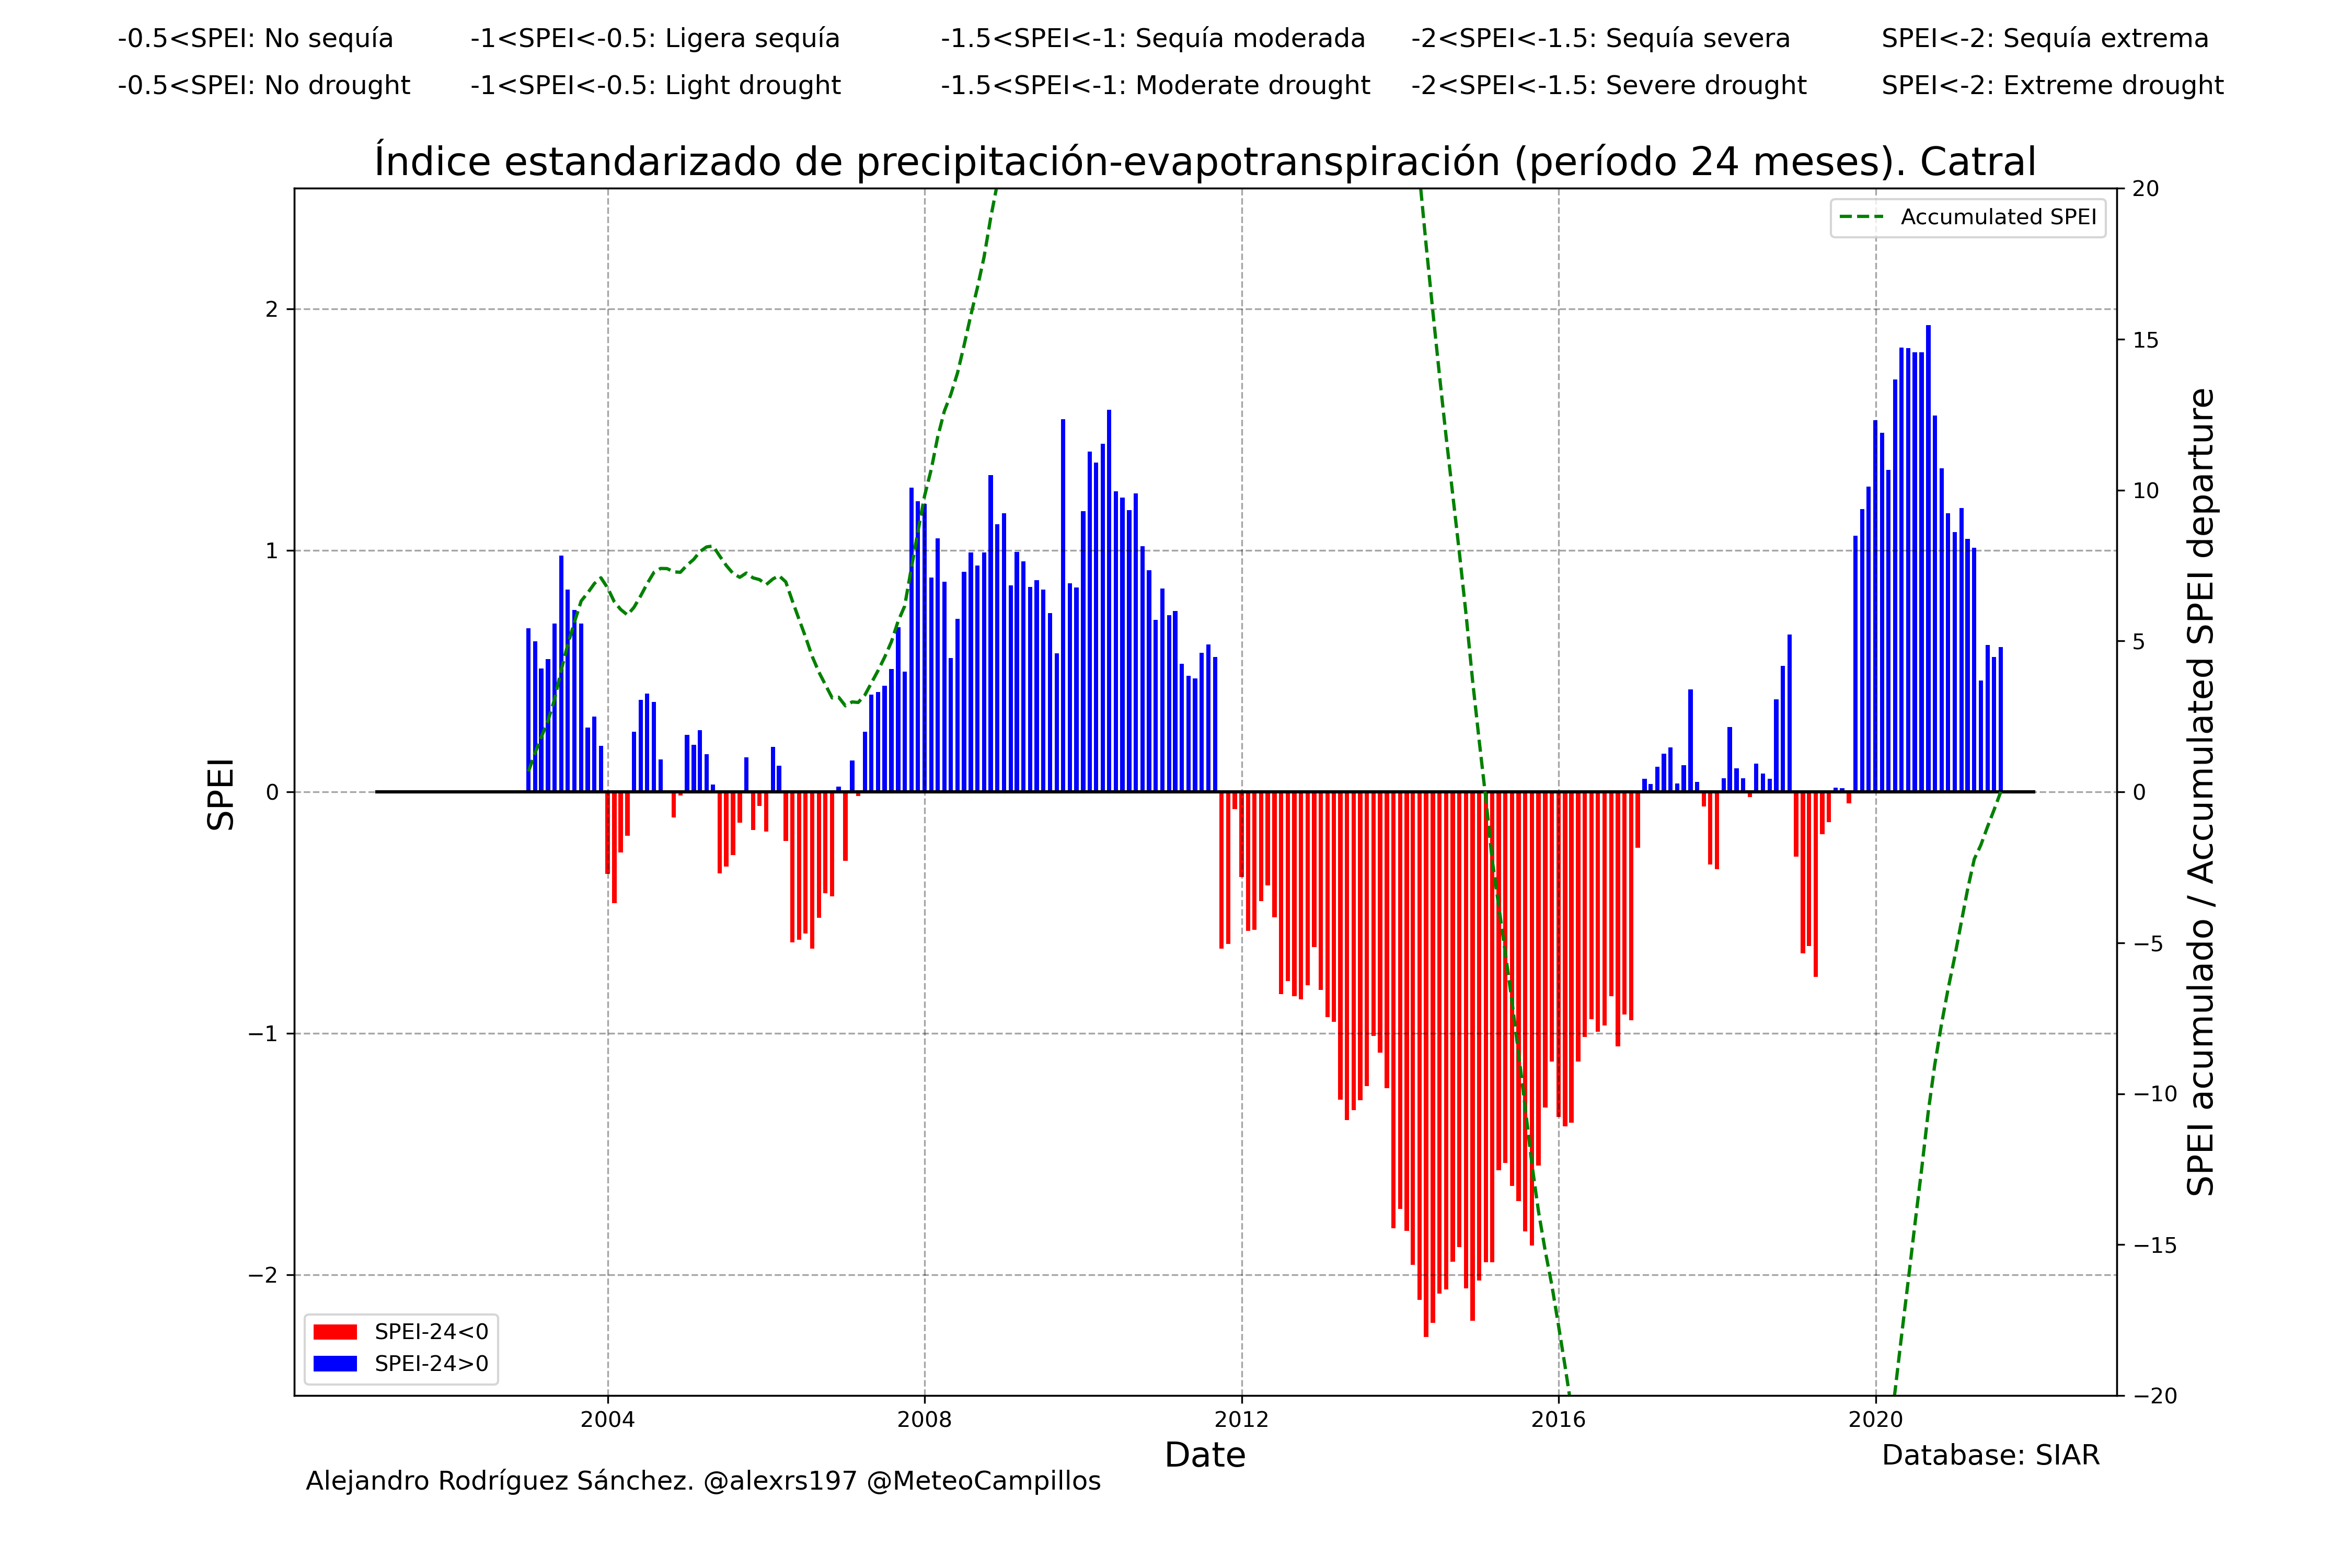 -0.5<SPEI: No sequía -1<SPEI<-0.5: Ligera sequía -1.5<SPEI<-1: Sequía moderada -2<SPEI<-1.5: Sequía severa SPEI<-2: Sequía extrema
-0.5<SPEI: No drought -1<SPEI<-0.5: Light drought -1.5<SPEI<-1: Moderate drought -2<SPEI<-1.5: Severe drought SPEI<-2: Extreme drought
Índice estandarizado de precipitación-evapotranspiración (período 24 meses). Catral
Accumulated SPEI
SPEI
2
1
0
−1
−2
20
15
10
5
0
−5
−10
−15
−20
SPEI acumulado / Accumulated SPEI departure
SPEI-24<0
SPEI-24>0
2004 2008 2012 2016 2020
Date
Database: SIAR
Alejandro Rodríguez Sánchez. @alexrs197 @MeteoCampillos